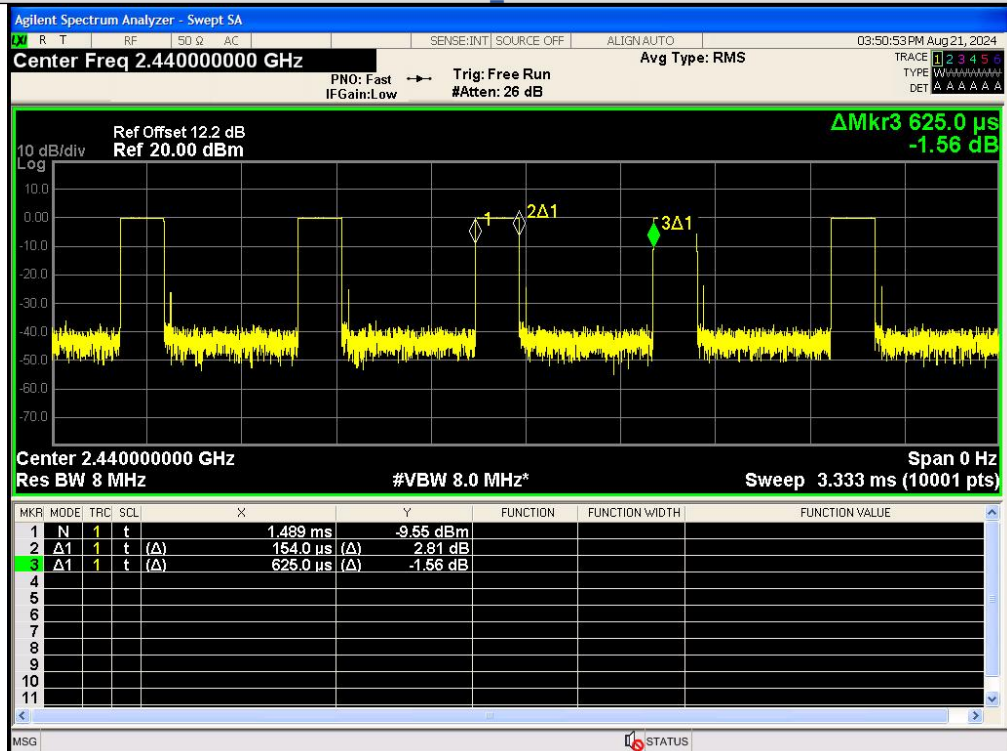 Agilent Spectrum Analyzer - Swept SA
LXI R T RF 50 Ω AC SENSE:INT SOURCE OFF ALIGN AUTO 03:50:53 PM Aug 21, 2024
Center Freq 2.440000000 GHz
PNO: Fast
IFGain:Low
Trig: Free Run
#Atten: 26 dB
Avg Type: RMS
TRACE 1 2 3 4 5 6
TYPE W
DET A A A A A A
ΔMkr3 625.0 µs
-1.56 dB
Ref Offset 12.2 dB
10 dB/div Ref 20.00 dBm
Log
10.0
0.00
-10.0
-20.0
-30.0
-40.0
-50.0
-60.0
-70.0
1
2Δ1
3Δ1
Center 2.440000000 GHz Span 0 Hz
Res BW 8 MHz #VBW 8.0 MHz* Sweep 3.333 ms (10001 pts)
MKR MODE TRC SCL X Y FUNCTION FUNCTION WIDTH FUNCTION VALUE
1 N 1 t 1.489 ms -9.55 dBm
2 Δ1 1 t (Δ) 154.0 µs (Δ) 2.81 dB
3 Δ1 1 t (Δ) 625.0 µs (Δ) -1.56 dB
4
5
6
7
8
9
10
11
MSG STATUS